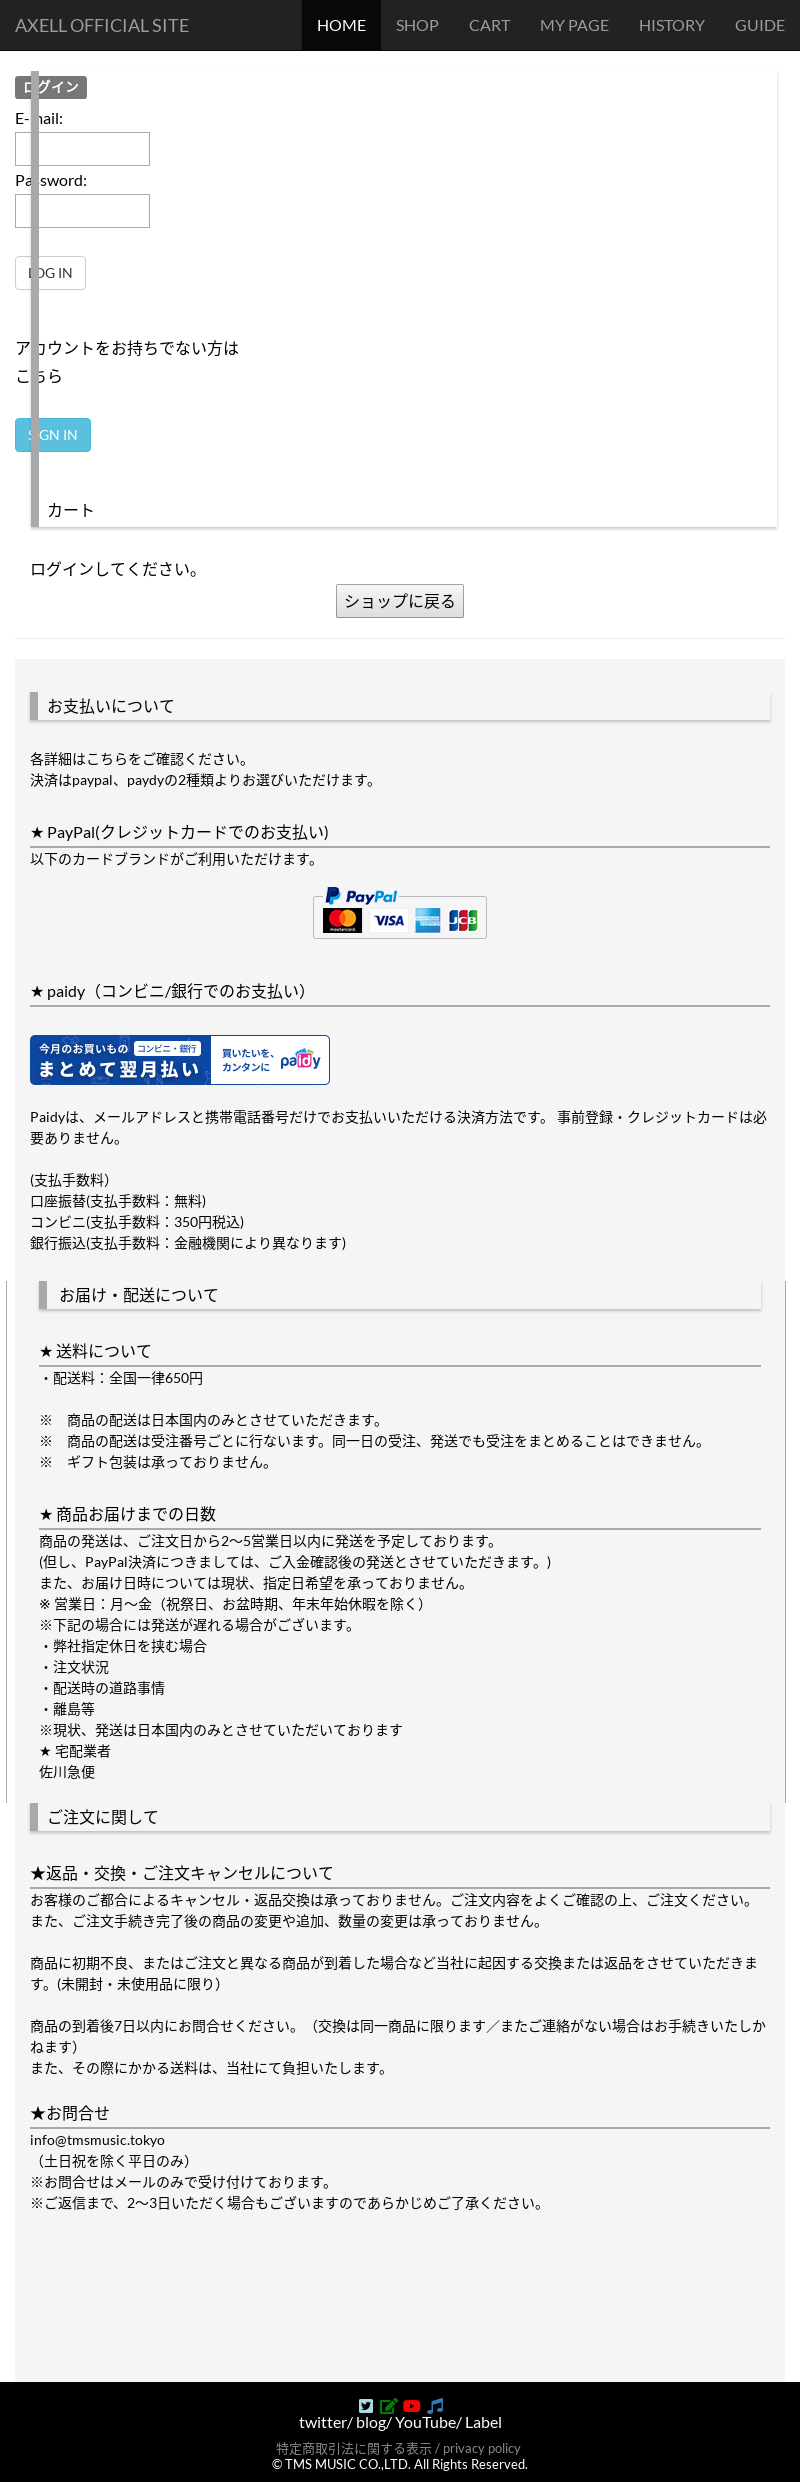 AXELL OFFICIAL SITE
HOME SHOP CART MY PAGE HISTORY GUIDE
ログイン
E-mail:
Password:
LOG IN
アカウントをお持ちでない方は
こちら
SIGN IN
カート
ログインしてください。
ショップに戻る
お支払いについて
各詳細はこちらをご確認ください。
決済はpaypal、paydyの2種類よりお選びいただけます。
★ PayPal(クレジットカードでのお支払い)
以下のカードブランドがご利用いただけます。
PayPal
mastercard VISA AMERICAN EXPRESS JCB
★ paidy（コンビニ/銀行でのお支払い）
今月のお買いもの コンビニ・銀行
まとめて翌月払い
買いたいを、
カンタンに
paidy
Paidyは、メールアドレスと携帯電話番号だけでお支払いいただける決済方法です。 事前登録・クレジットカードは必
要ありません。
(支払手数料）
口座振替(支払手数料：無料)
コンビニ(支払手数料：350円税込)
銀行振込(支払手数料：金融機関により異なります)
お届け・配送について
★ 送料について
・配送料：全国一律650円
※　商品の配送は日本国内のみとさせていただきます。
※　商品の配送は受注番号ごとに行ないます。同一日の受注、発送でも受注をまとめることはできません。
※　ギフト包装は承っておりません。
★ 商品お届けまでの日数
商品の発送は、ご注文日から2〜5営業日以内に発送を予定しております。
(但し、PayPal決済につきましては、ご入金確認後の発送とさせていただきます。)
また、お届け日時については現状、指定日希望を承っておりません。
※ 営業日：月〜金（祝祭日、お盆時期、年末年始休暇を除く）
※下記の場合には発送が遅れる場合がございます。
・弊社指定休日を挟む場合
・注文状況
・配送時の道路事情
・離島等
※現状、発送は日本国内のみとさせていただいております
★ 宅配業者
佐川急便
ご注文に関して
★返品・交換・ご注文キャンセルについて
お客様のご都合によるキャンセル・返品交換は承っておりません。ご注文内容をよくご確認の上、ご注文ください。
また、ご注文手続き完了後の商品の変更や追加、数量の変更は承っておりません。
商品に初期不良、またはご注文と異なる商品が到着した場合など当社に起因する交換または返品をさせていただきま
す。(未開封・未使用品に限り）
商品の到着後7日以内にお問合せください。（交換は同一商品に限ります／またご連絡がない場合はお手続きいたしか
ねます）
また、その際にかかる送料は、当社にて負担いたします。
★お問合せ
info@tmsmusic.tokyo
（土日祝を除く平日のみ）
※お問合せはメールのみで受け付けております。
※ご返信まで、2〜3日いただく場合もございますのであらかじめご了承ください。
twitter/ blog/ YouTube/ Label
特定商取引法に関する表示 / privacy policy
© TMS MUSIC CO.,LTD. All Rights Reserved.